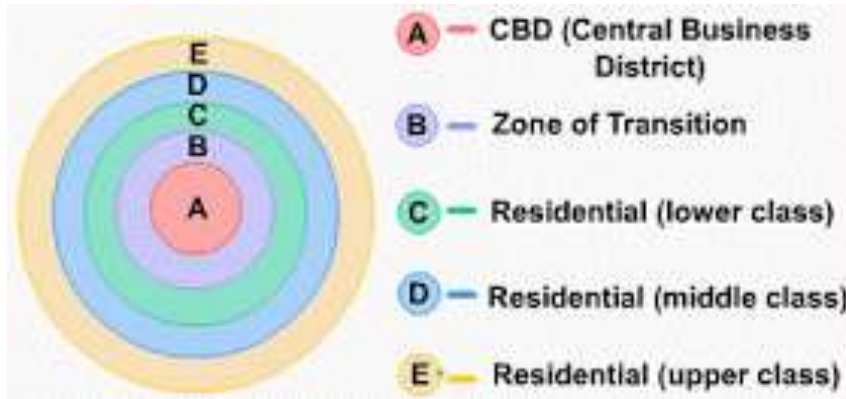 E
D
C
B
A
A CBD (Central Business
District)
B Zone of Transition
C Residential (lower class)
D Residential (middle class)
E Residential (upper class)